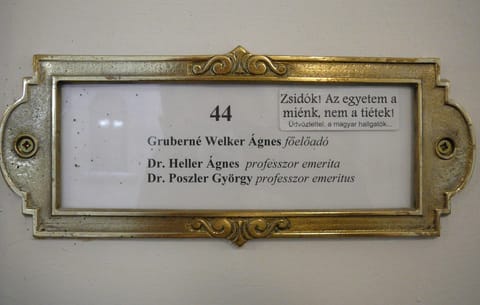 44
Zsidók! Az egyetem a
miénk, nem a tiétek!
Üdvözlettel, a magyar hallgatók...
Gruberné Welker Ágnes főelőadó
Dr. Heller Ágnes professzor emerita
Dr. Poszler György professzor emeritus